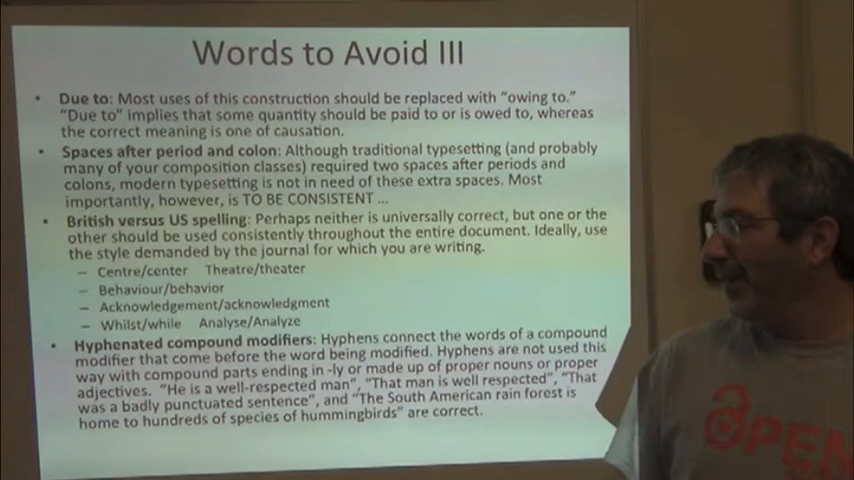 Words to Avoid III
• Due to: Most uses of this construction should be replaced with “owing to.”
“Due to” implies that some quantity should be paid to or is owed to, whereas
the correct meaning is one of causation.
• Spaces after period and colon: Although traditional typesetting (and probably
many of your composition classes) required two spaces after periods and
colons, modern typesetting is not in need of these extra spaces. Most
importantly, however, is TO BE CONSISTENT ...
• British versus US spelling: Perhaps neither is universally correct, but one or the
other should be used consistently throughout the entire document. Ideally, use
the style demanded by the journal for which you are writing.
– Centre/center Theatre/theater
– Behaviour/behavior
– Acknowledgement/acknowledgment
– Whilst/while Analyse/Analyze
• Hyphenated compound modifiers: Hyphens connect the words of a compound
modifier that come before the word being modified. Hyphens are not used this
way with compound parts ending in -ly or made up of proper nouns or proper
adjectives. “He is a well-respected man”, “That man is well respected”, “That
was a badly punctuated sentence”, and “The South American rain forest is
home to hundreds of species of hummingbirds” are correct.
OPEN